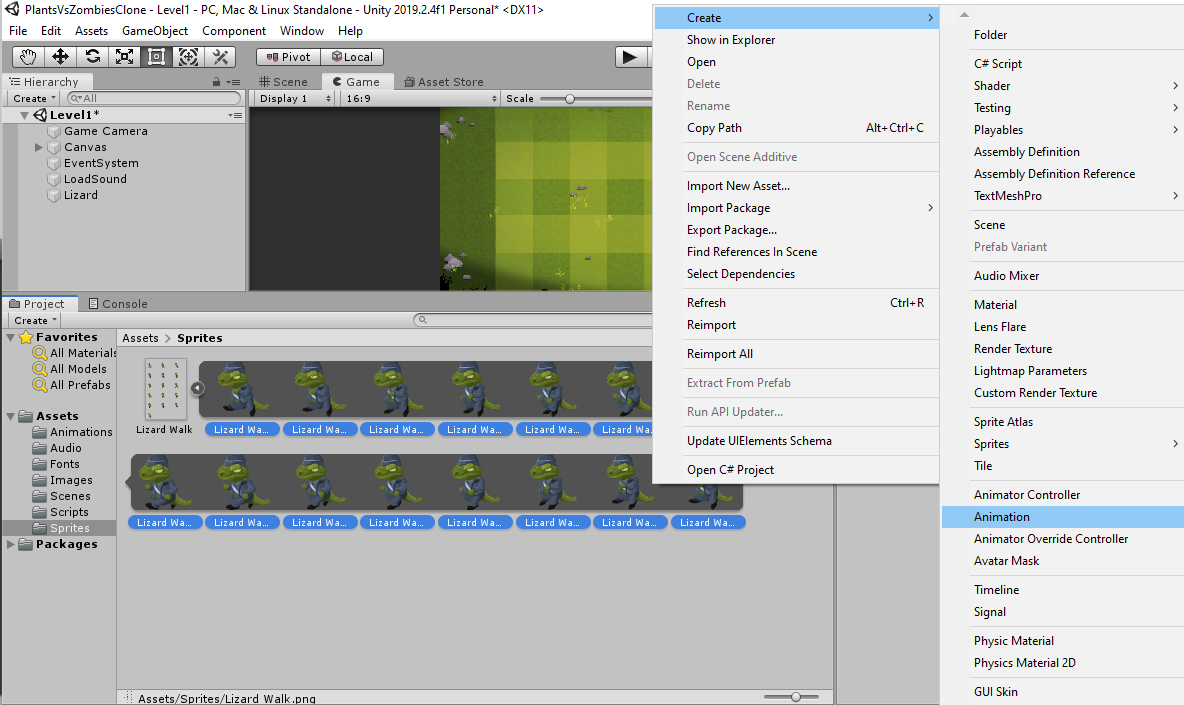 PlantsVsZombiesClone - Level1 - PC, Mac & Linux Standalone - Unity 2019.2.4f1 Personal* <DX11>
File Edit Assets GameObject Component Window Help
Pivot Local
Hierarchy
Create All
Level1*
Game Camera
Canvas
EventSystem
LoadSound
Lizard
Scene Game Asset Store
Display 1 16:9 Scale
Project Console
Create
Favorites
All Materials
All Models
All Prefabs
Assets
Animations
Audio
Fonts
Images
Scenes
Scripts
Sprites
Packages
Assets > Sprites
Lizard Walk Lizard Wa... Lizard Wa... Lizard Wa... Lizard Wa... Lizard Wa... Lizard Wa
Lizard Wa... Lizard Wa... Lizard Wa... Lizard Wa... Lizard Wa... Lizard Wa... Lizard Wa... Lizard Wa...
Assets/Sprites/Lizard Walk.png
Create
Show in Explorer
Open
Delete
Rename
Copy Path Alt+Ctrl+C
Open Scene Additive
Import New Asset...
Import Package
Export Package...
Find References In Scene
Select Dependencies
Refresh Ctrl+R
Reimport
Reimport All
Extract From Prefab
Run API Updater...
Update UIElements Schema
Open C# Project
Folder
C# Script
Shader
Testing
Playables
Assembly Definition
Assembly Definition Reference
TextMeshPro
Scene
Prefab Variant
Audio Mixer
Material
Lens Flare
Render Texture
Lightmap Parameters
Custom Render Texture
Sprite Atlas
Sprites
Tile
Animator Controller
Animation
Animator Override Controller
Avatar Mask
Timeline
Signal
Physic Material
Physics Material 2D
GUI Skin